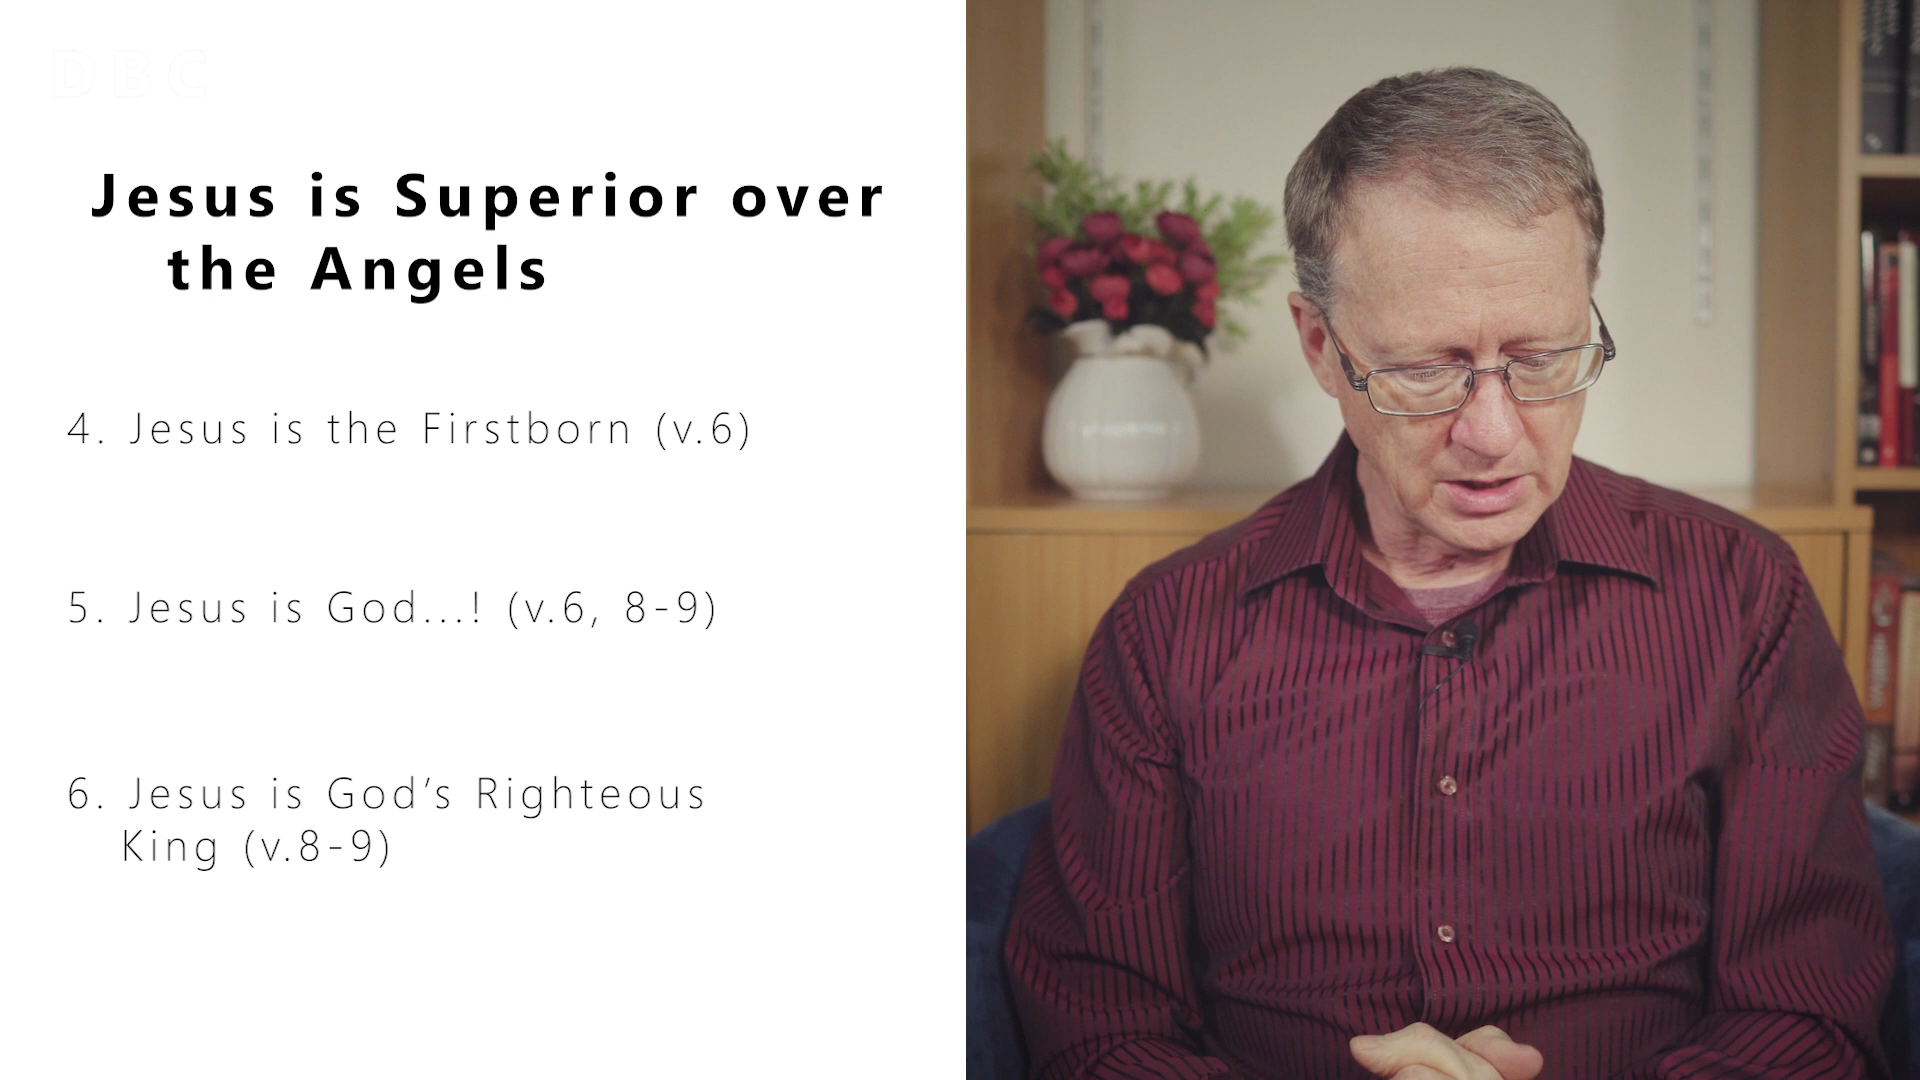 DBC
Jesus is Superior over
the Angels
4. Jesus is the Firstborn (v.6)
5. Jesus is God...! (v.6, 8-9)
6. Jesus is God’s Righteous
King (v.8-9)